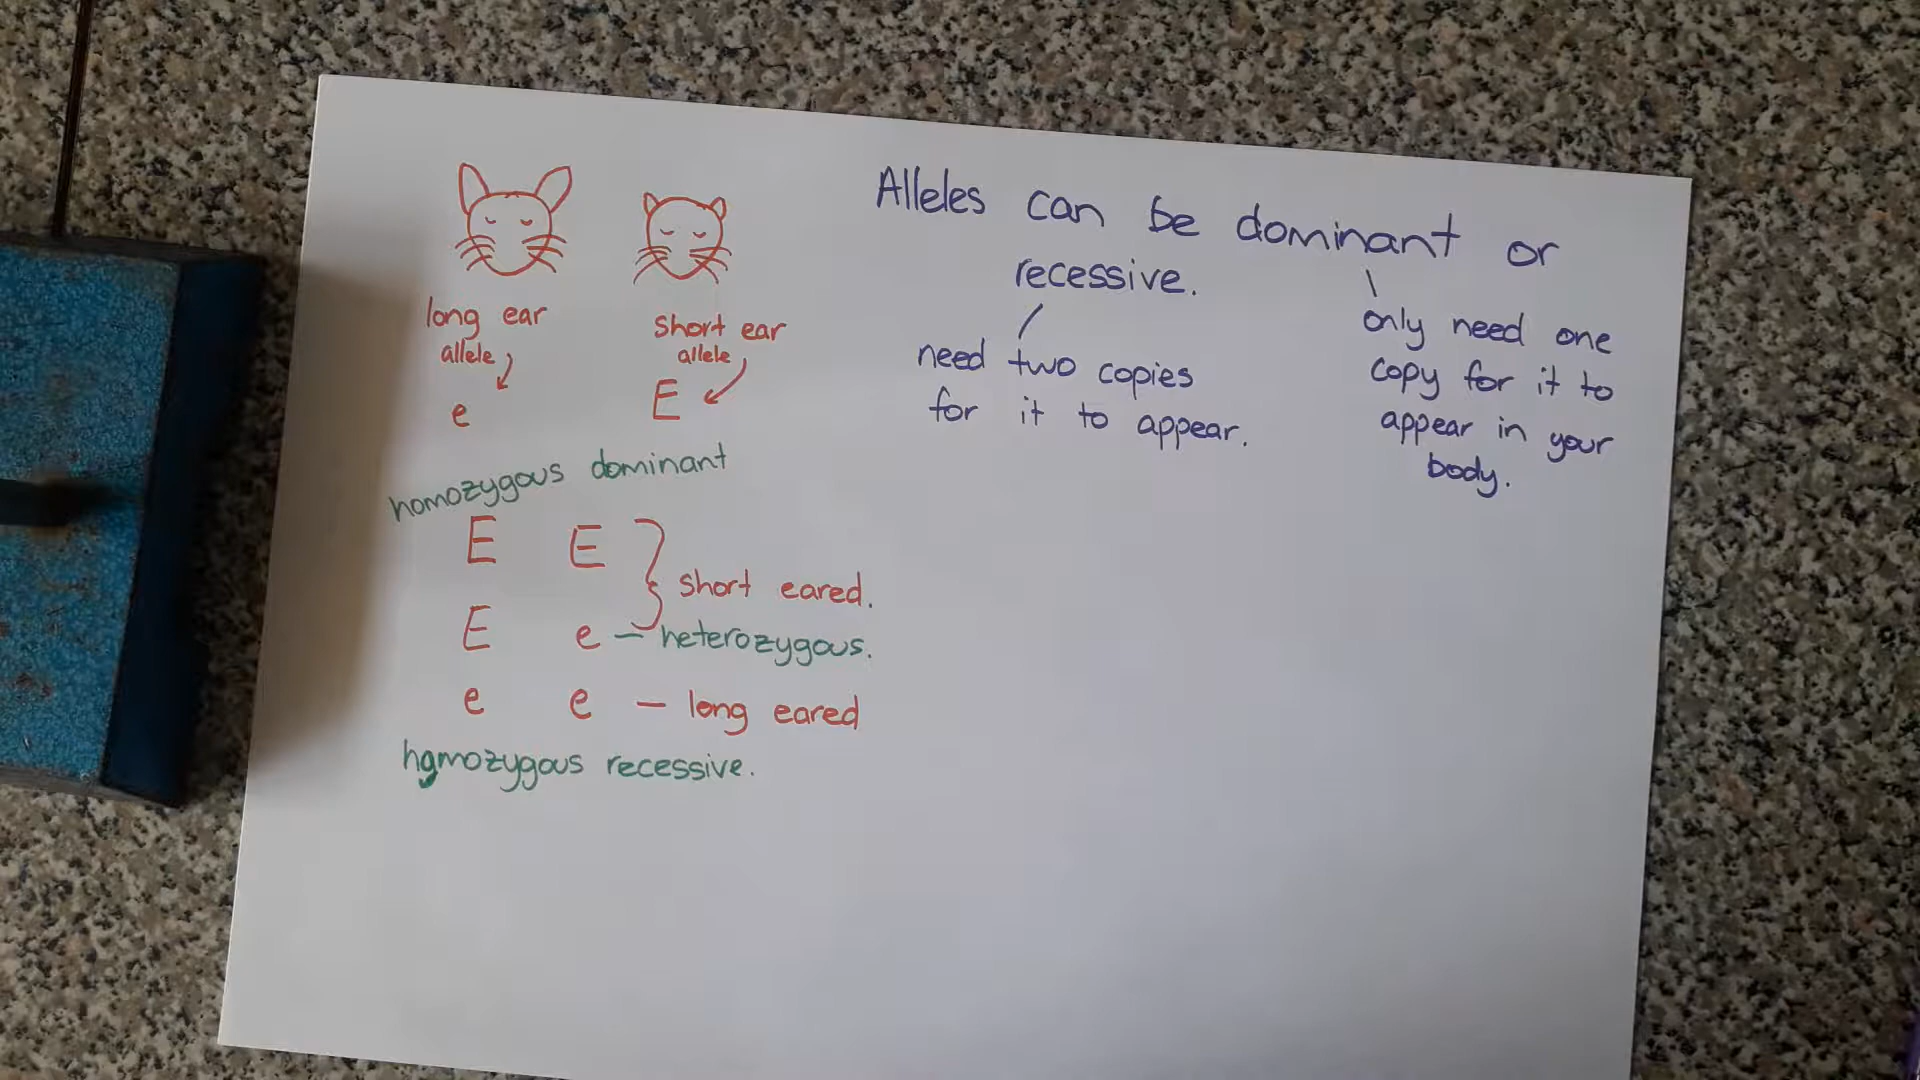 Alleles can be dominant or
recessive.
need two copies
for it to appear.
only need one
copy for it to
appear in your
body.
long ear
allele
e
short ear
allele
E
homozygous dominant
E E
short eared.
E e – heterozygous.
e e – long eared
homozygous recessive.